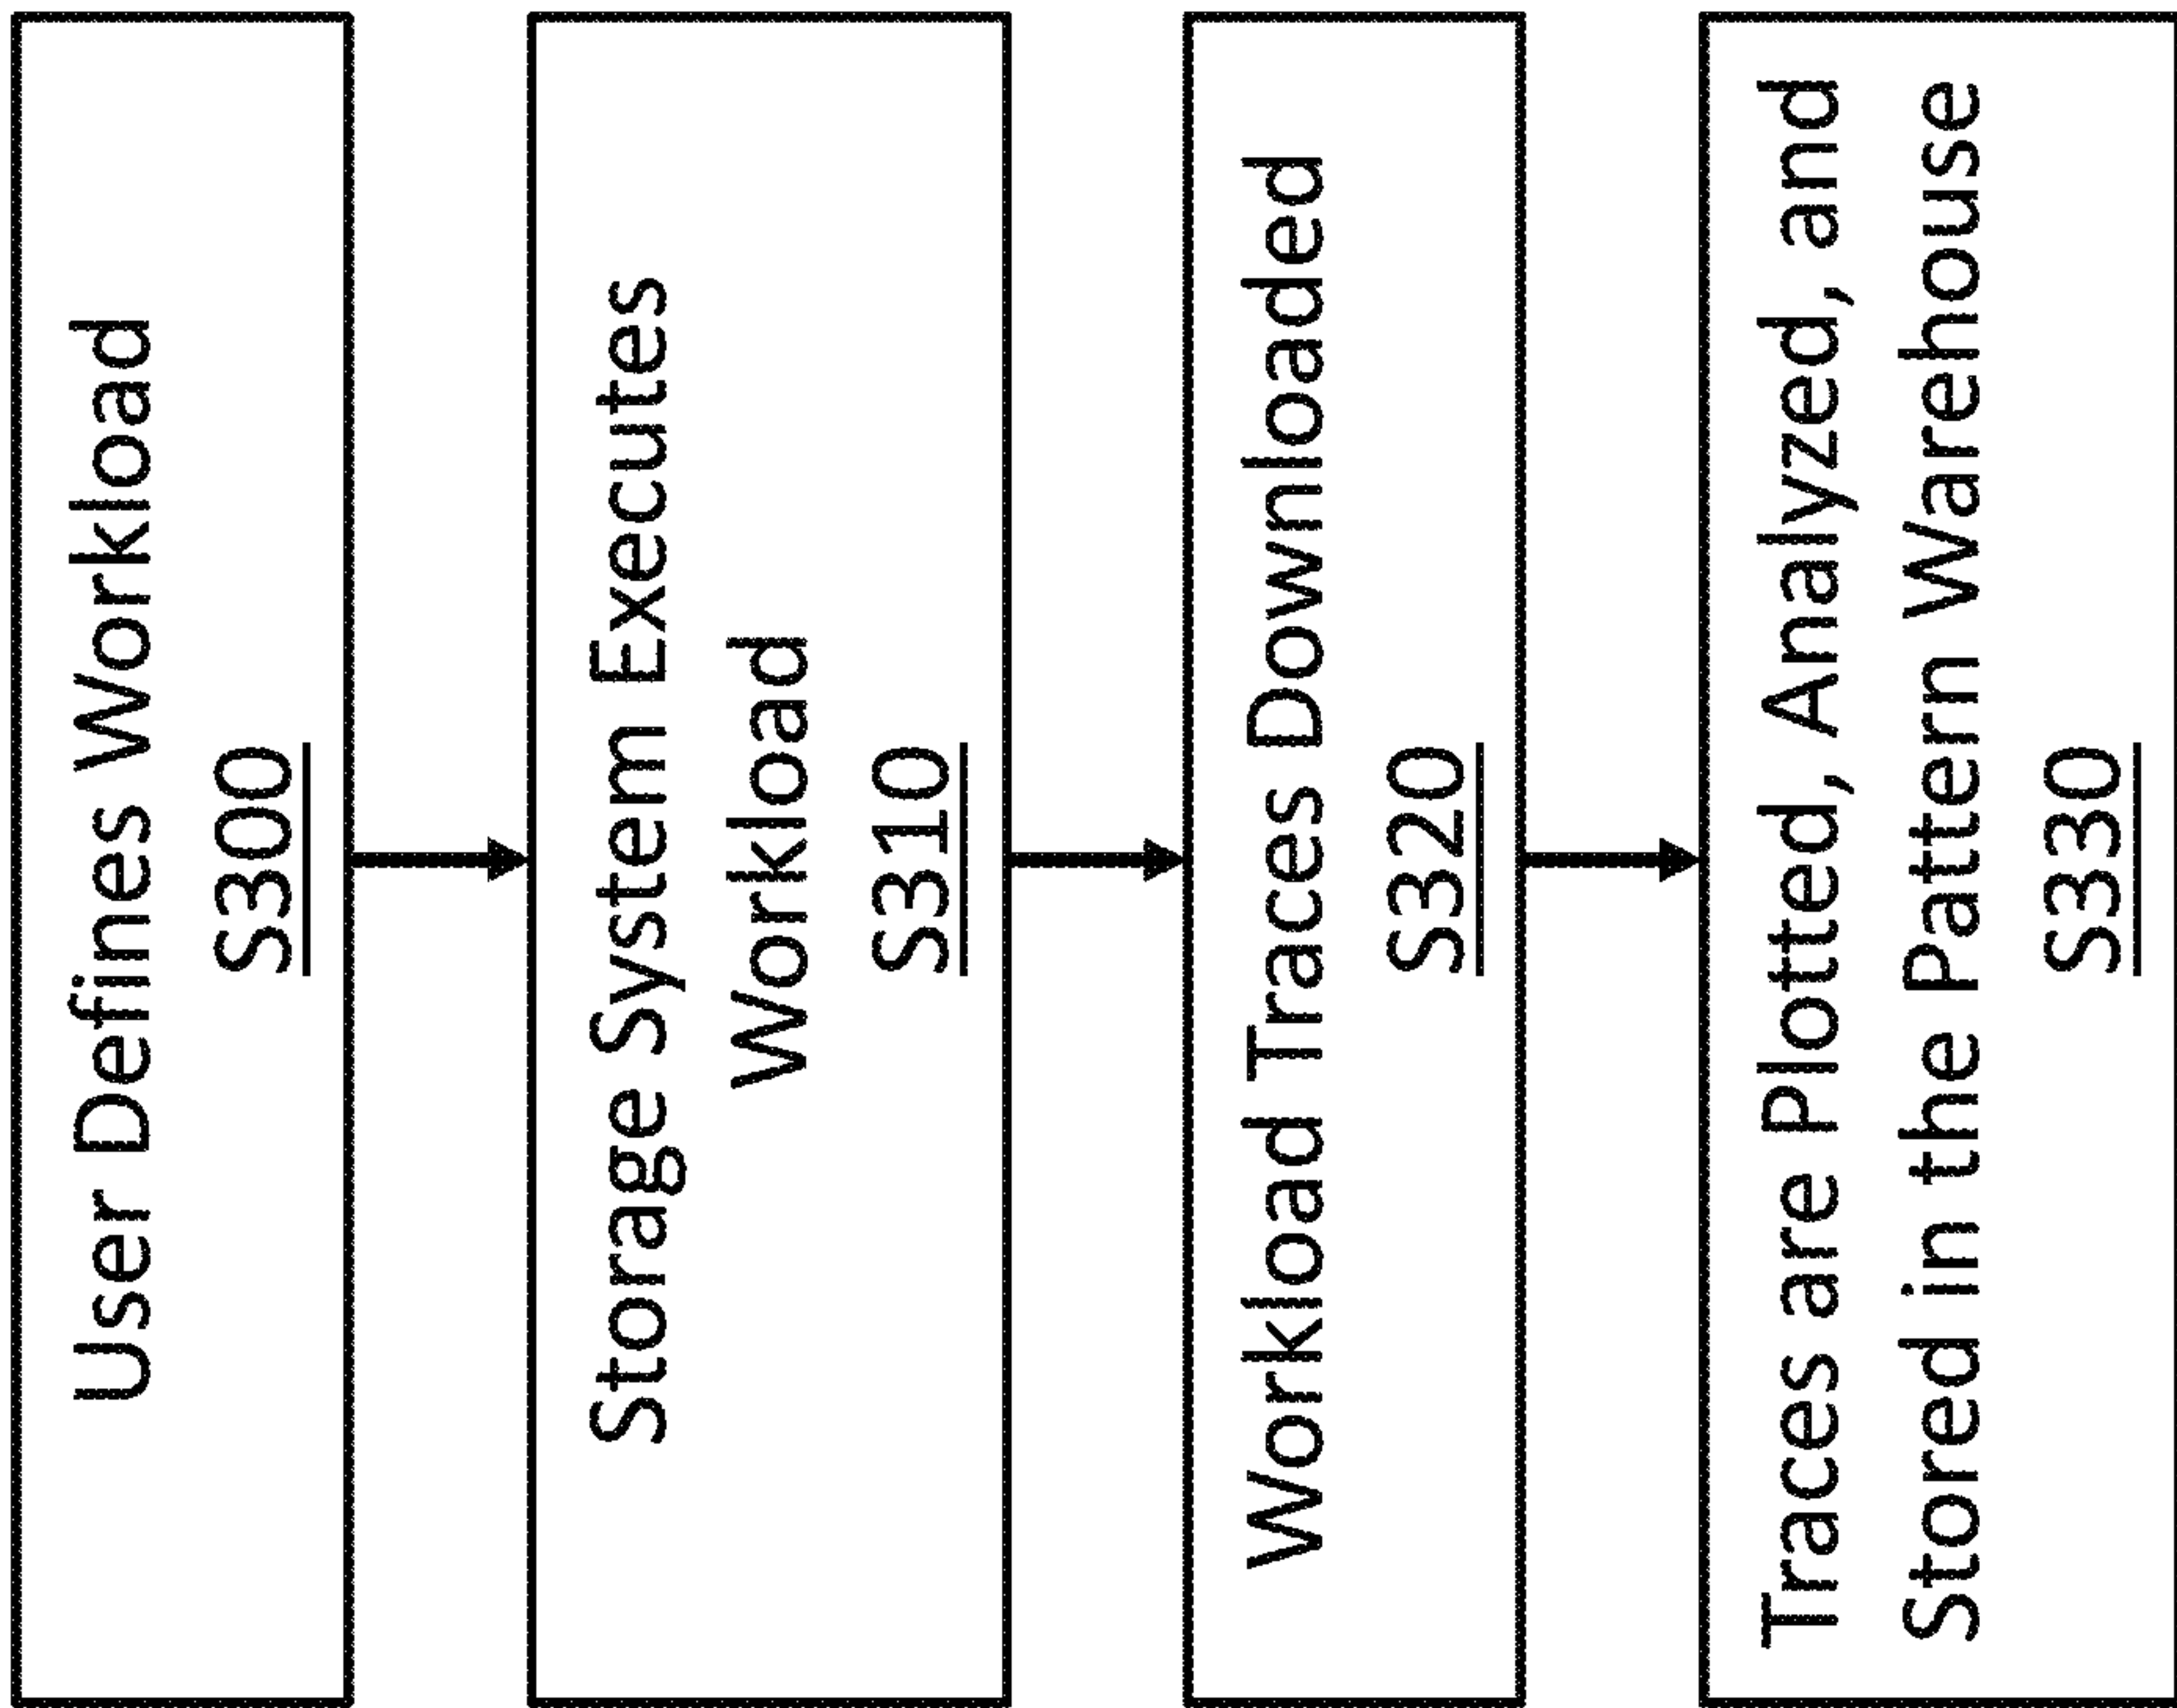 User Defines Workload
S300
Storage System Executes
Workload
S310
Workload Traces Downloaded
S320
Traces are Plotted, Analyzed, and
Stored in the Pattern Warehouse
S330